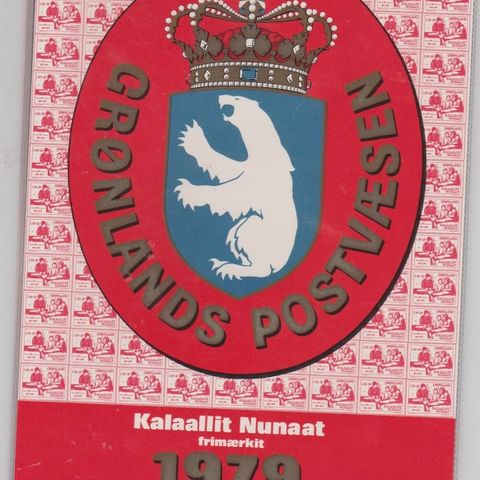 GRØNLANDS POSTVÆSEN
Kalaallit Nunaat
frimærkit
1979